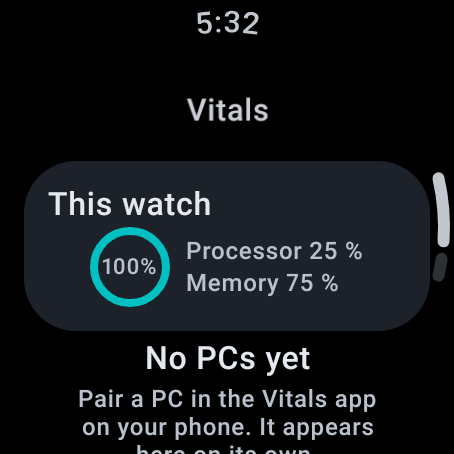 5:32
Vitals
This watch
100%
Processor 25 %
Memory 75 %
No PCs yet
Pair a PC in the Vitals app
on your phone. It appears
here on its own.